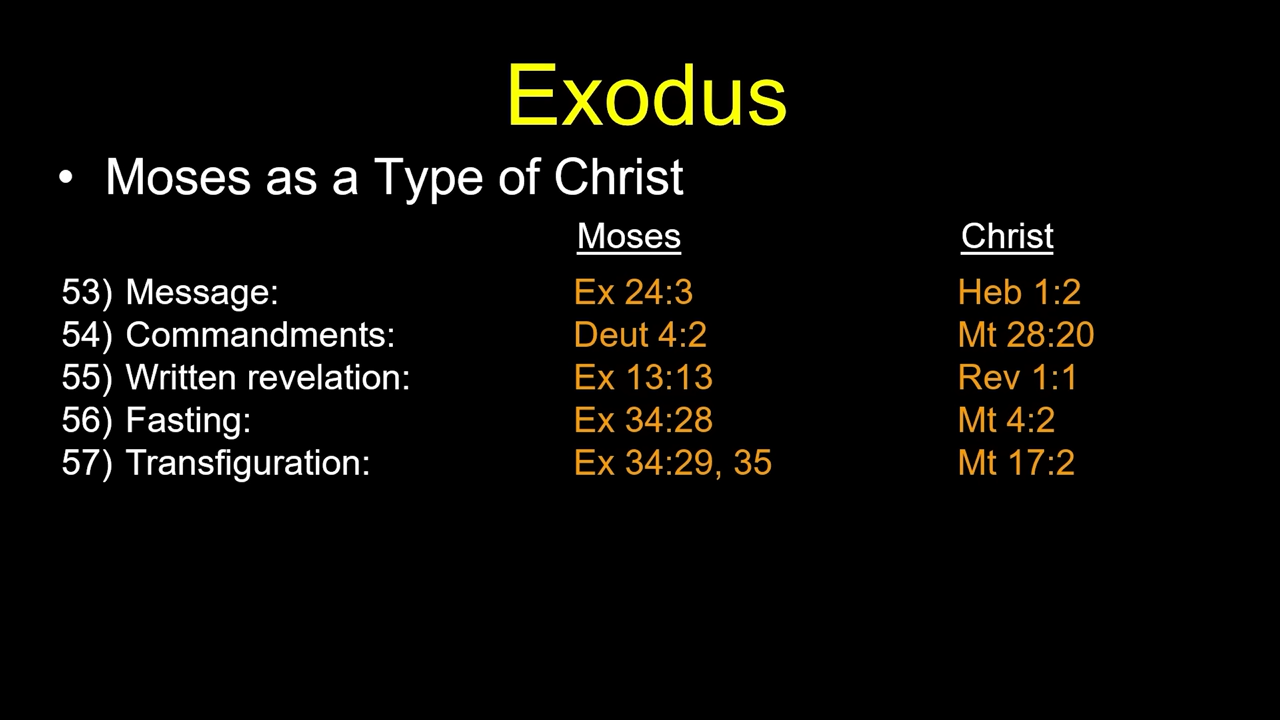 Exodus
• Moses as a Type of Christ
Moses Christ
53) Message: Ex 24:3 Heb 1:2
54) Commandments: Deut 4:2 Mt 28:20
55) Written revelation: Ex 13:13 Rev 1:1
56) Fasting: Ex 34:28 Mt 4:2
57) Transfiguration: Ex 34:29, 35 Mt 17:2